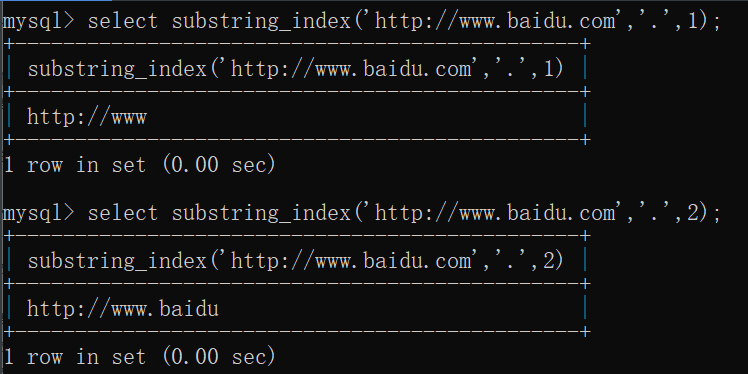 mysql> select substring_index('http://www.baidu.com','.',1);
+----------------------------------------------+
| substring_index('http://www.baidu.com','.',1) |
+----------------------------------------------+
| http://www                                   |
+----------------------------------------------+
1 row in set (0.00 sec)
mysql> select substring_index('http://www.baidu.com','.',2);
+----------------------------------------------+
| substring_index('http://www.baidu.com','.',2) |
+----------------------------------------------+
| http://www.baidu                             |
+----------------------------------------------+
1 row in set (0.00 sec)